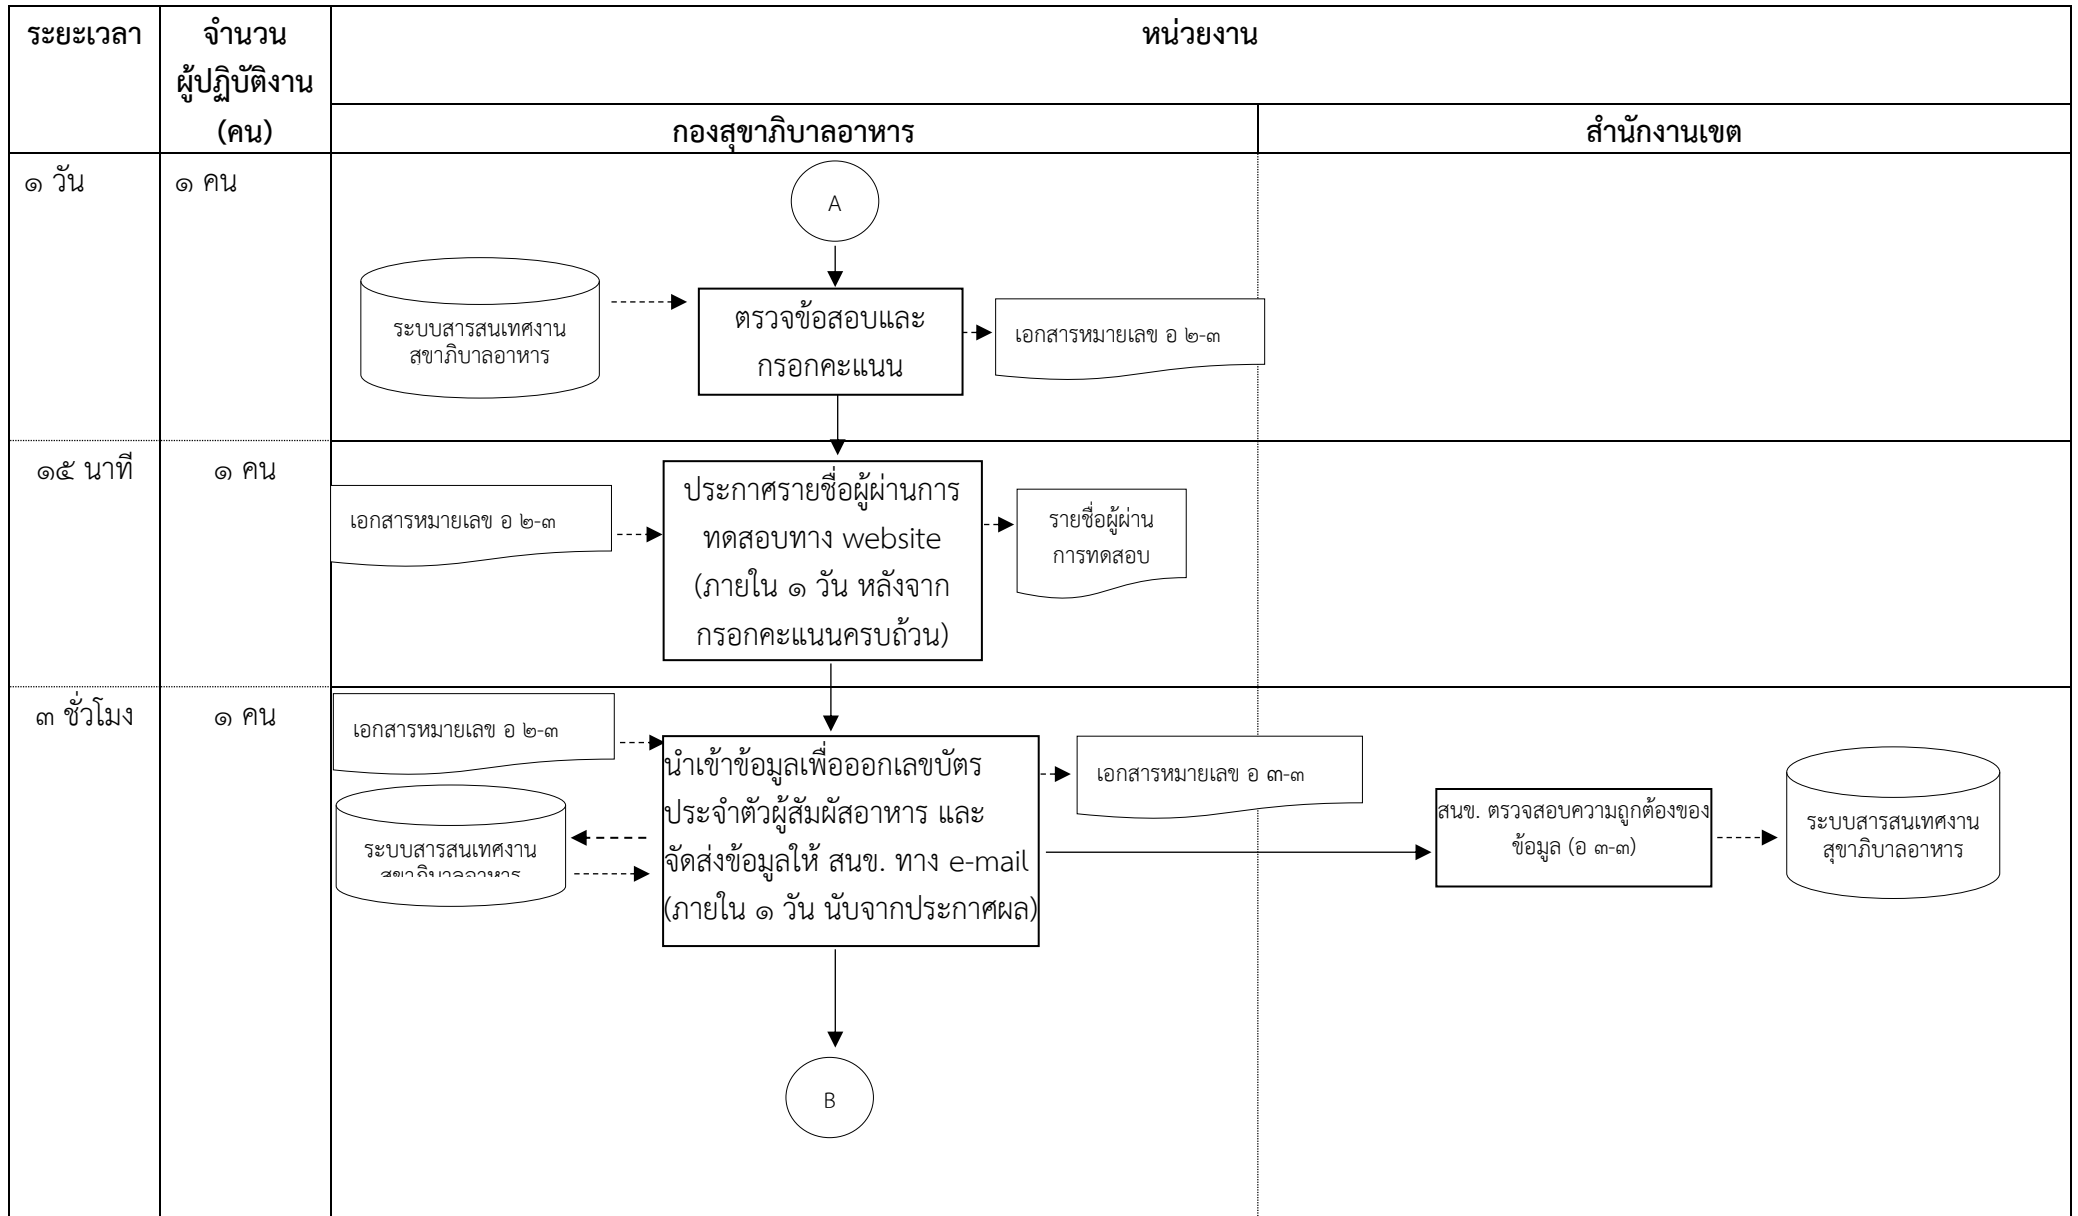 ระยะเวลา
จำนวน
ผู้ปฏิบัติงาน
(คน)
หน่วยงาน
กองสุขาภิบาลอาหาร
สำนักงานเขต
๑ วัน
๑ คน
A
ระบบสารสนเทศงาน
สุขาภิบาลอาหาร
ตรวจข้อสอบและ
กรอกคะแนน
เอกสารหมายเลข อ ๒-๓
๑๕ นาที
๑ คน
เอกสารหมายเลข อ ๒-๓
ประกาศรายชื่อผู้ผ่านการ
ทดสอบทาง website
(ภายใน ๑ วัน หลังจาก
กรอกคะแนนครบถ้วน)
รายชื่อผู้ผ่าน
การทดสอบ
๓ ชั่วโมง
๑ คน
เอกสารหมายเลข อ ๒-๓
ระบบสารสนเทศงาน
สุขาภิบาลอาหาร
นำเข้าข้อมูลเพื่อออกเลขบัตร
ประจำตัวผู้สัมผัสอาหาร และ
จัดส่งข้อมูลให้ สนข. ทาง e-mail
(ภายใน ๑ วัน นับจากประกาศผล)
เอกสารหมายเลข อ ๓-๓
สนข. ตรวจสอบความถูกต้องของ
ข้อมูล (อ ๓-๓)
ระบบสารสนเทศงาน
สุขาภิบาลอาหาร
B